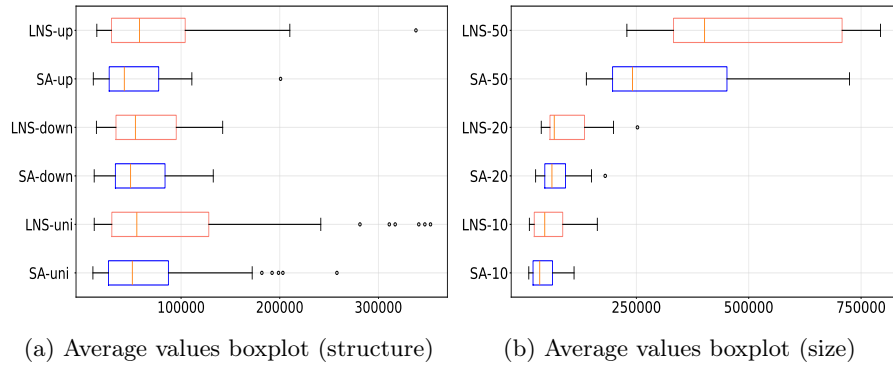 LNS-up
SA-up
LNS-down
SA-down
LNS-uni
SA-uni
100000 200000 300000
(a) Average values boxplot (structure)
LNS-50
SA-50
LNS-20
SA-20
LNS-10
SA-10
250000 500000 750000
(b) Average values boxplot (size)